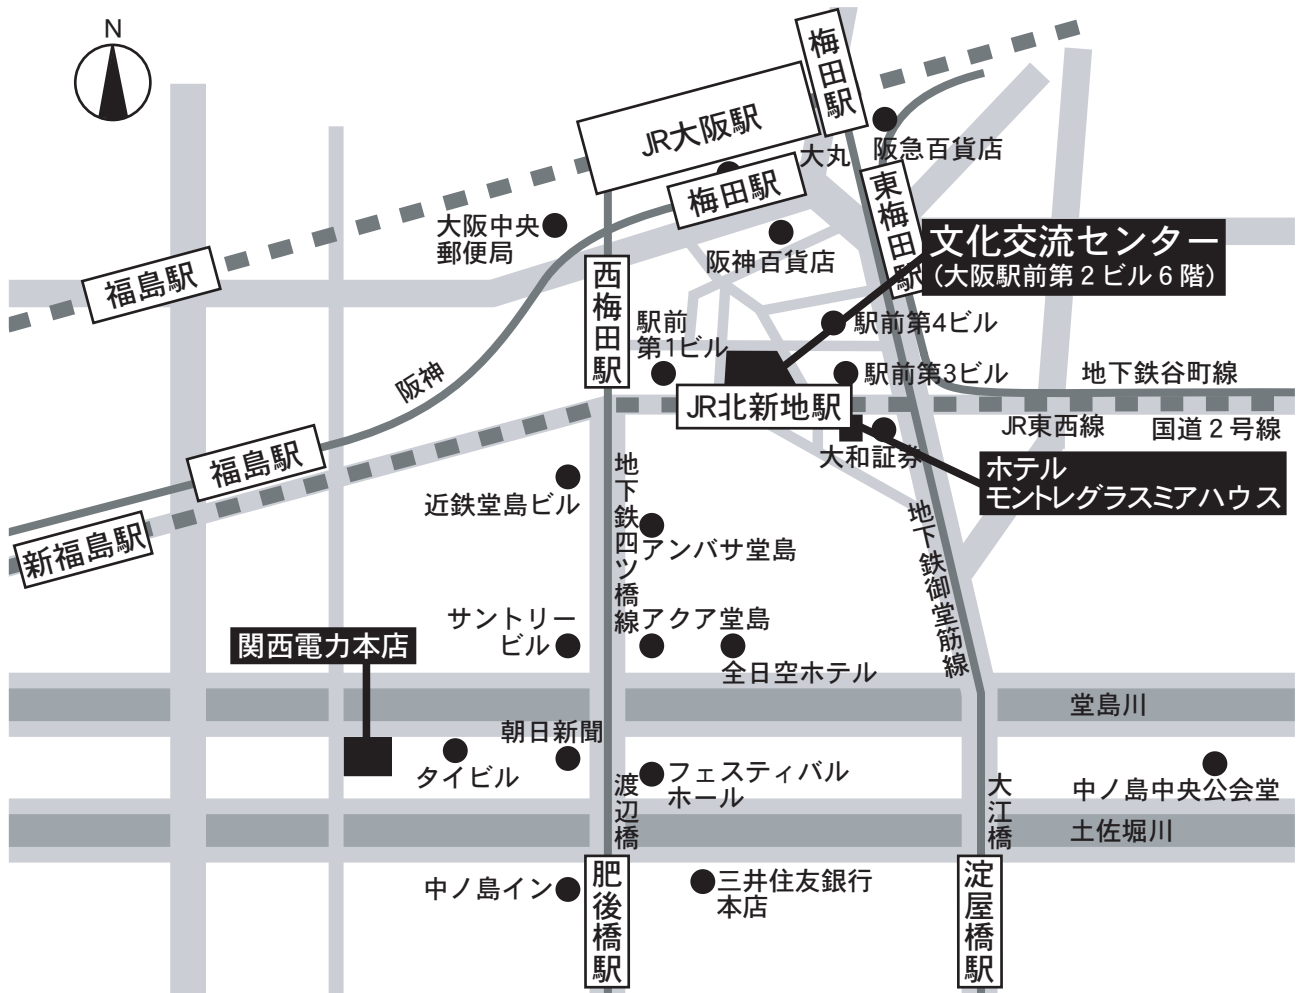 N
梅田駅
JR大阪駅
大丸
阪急百貨店
梅田駅
東梅田駅
大阪中央
郵便局
阪神百貨店
文化交流センター
（大阪駅前第2ビル6階）
福島駅
西梅田駅
駅前
第1ビル
駅前第4ビル
阪神
駅前第3ビル
地下鉄谷町線
JR北新地駅
JR東西線
国道2号線
大和証券
福島駅
ホテル
モントレグラスミアハウス
近鉄堂島ビル
地下鉄四ツ橋線
新福島駅
アンバサ堂島
地下鉄御堂筋線
サントリー
ビル
アクア堂島
関西電力本店
全日空ホテル
堂島川
朝日新聞
タイビル
フェスティバル
ホール
渡辺橋
大江橋
中ノ島中央公会堂
土佐堀川
中ノ島イン
肥後橋駅
三井住友銀行
本店
淀屋橋駅